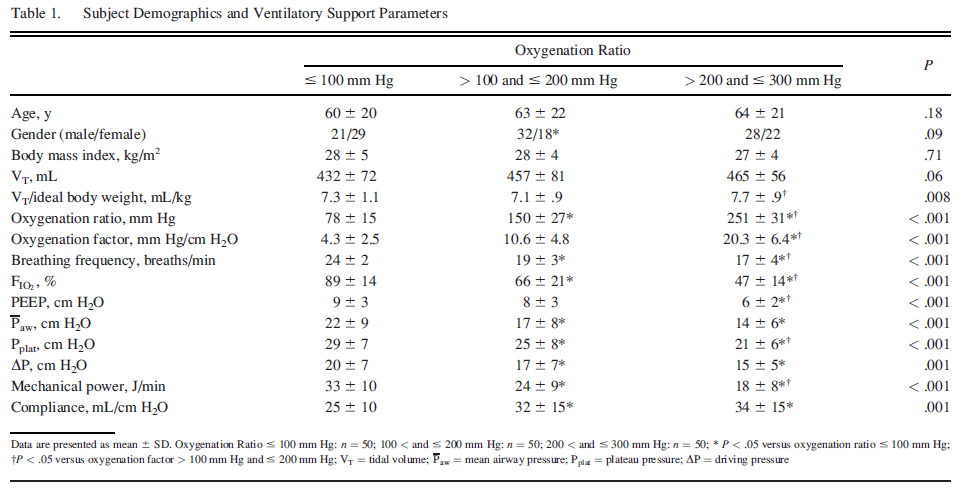 Table 1. Subject Demographics and Ventilatory Support Parameters
Oxygenation Ratio
P
≤ 100 mm Hg > 100 and ≤ 200 mm Hg > 200 and ≤ 300 mm Hg
Age, y 60 ± 20 63 ± 22 64 ± 21 .18
Gender (male/female) 21/29 32/18* 28/22 .09
Body mass index, kg/m² 28 ± 5 28 ± 4 27 ± 4 .71
V_T, mL 432 ± 72 457 ± 81 465 ± 56 .06
V_T/ideal body weight, mL/kg 7.3 ± 1.1 7.1 ± .9 7.7 ± .9† .008
Oxygenation ratio, mm Hg 78 ± 15 150 ± 27* 251 ± 31*† < .001
Oxygenation factor, mm Hg/cm H₂O 4.3 ± 2.5 10.6 ± 4.8 20.3 ± 6.4*† < .001
Breathing frequency, breaths/min 24 ± 2 19 ± 3* 17 ± 4*† < .001
F_IO₂, % 89 ± 14 66 ± 21* 47 ± 14*† < .001
PEEP, cm H₂O 9 ± 3 8 ± 3 6 ± 2*† < .001
P̅aw, cm H₂O 22 ± 9 17 ± 8* 14 ± 6* < .001
Pplat, cm H₂O 29 ± 7 25 ± 8* 21 ± 6*† < .001
ΔP, cm H₂O 20 ± 7 17 ± 7* 15 ± 5* .001
Mechanical power, J/min 33 ± 10 24 ± 9* 18 ± 8*† < .001
Compliance, mL/cm H₂O 25 ± 10 32 ± 15* 34 ± 15* .001
Data are presented as mean ± SD. Oxygenation Ratio ≤ 100 mm Hg: n = 50; 100 < and ≤ 200 mm Hg: n = 50; 200 < and ≤ 300 mm Hg: n = 50; * P < .05 versus oxygenation ratio ≤ 100 mm Hg;
†P < .05 versus oxygenation factor > 100 mm Hg and ≤ 200 mm Hg; V_T = tidal volume; P̅aw = mean airway pressure; Pplat = plateau pressure; ΔP = driving pressure